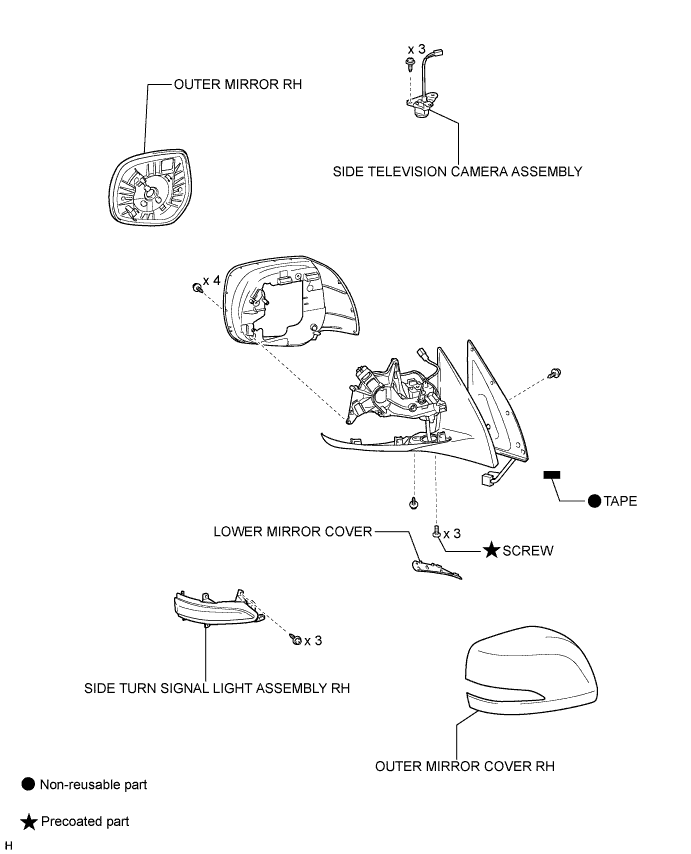 x 3
OUTER MIRROR RH
SIDE TELEVISION CAMERA ASSEMBLY
x 4
TAPE
LOWER MIRROR COVER
x 3
SCREW
x 3
SIDE TURN SIGNAL LIGHT ASSEMBLY RH
OUTER MIRROR COVER RH
Non-reusable part
Precoated part
H